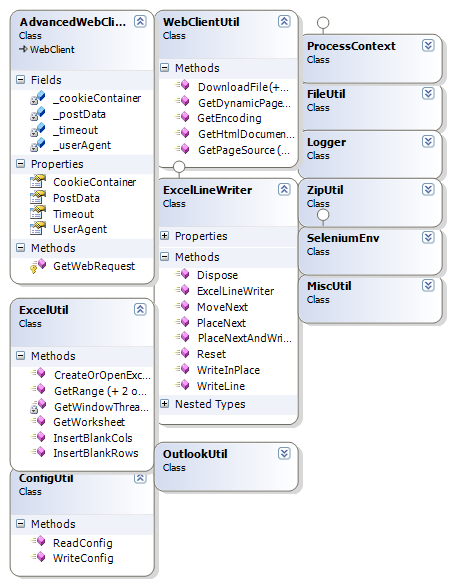 AdvancedWebCli...
Class
WebClient
Fields
_cookieContainer
_postData
_timeout
_userAgent
Properties
CookieContainer
PostData
Timeout
UserAgent
Methods
GetWebRequest
ExcelUtil
Class
Methods
CreateOrOpenExc...
GetRange (+ 2 o...
GetWindowThrea...
GetWorksheet
InsertBlankCols
InsertBlankRows
ConfigUtil
Class
Methods
ReadConfig
WriteConfig
WebClientUtil
Class
Methods
DownloadFile(+...
GetDynamicPage...
GetEncoding
GetHtmlDocumen...
GetPageSource (...
ExcelLineWriter
Class
Properties
Methods
Dispose
ExcelLineWriter
MoveNext
PlaceNext
PlaceNextAndWri...
Reset
WriteInPlace
WriteLine
Nested Types
OutlookUtil
Class
ProcessContext
Class
FileUtil
Class
Logger
Class
ZipUtil
Class
SeleniumEnv
Class
MiscUtil
Class